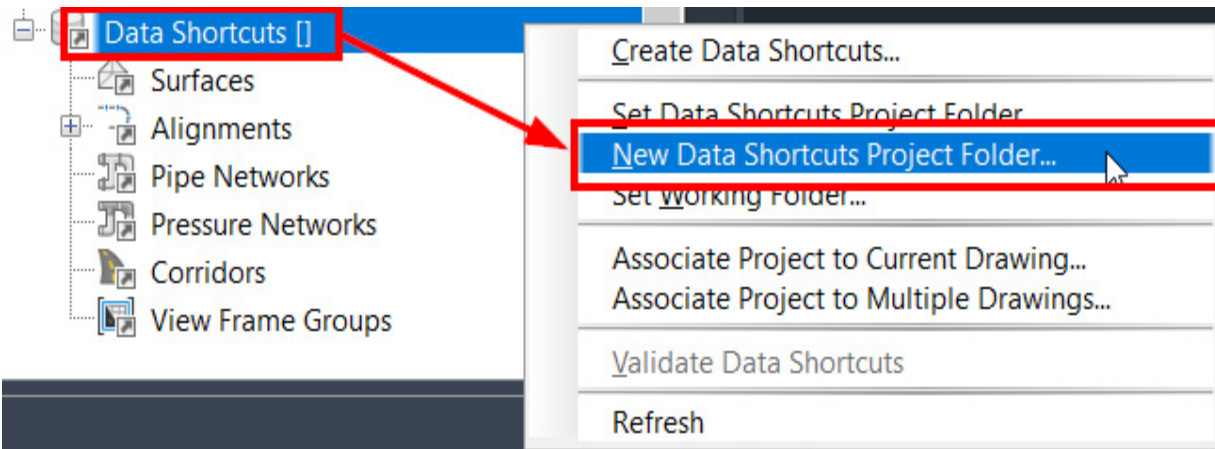 Data Shortcuts []
Surfaces
Alignments
Pipe Networks
Pressure Networks
Corridors
View Frame Groups
Create Data Shortcuts...
Set Data Shortcuts Project Folder
New Data Shortcuts Project Folder...
Set Working Folder...
Associate Project to Current Drawing...
Associate Project to Multiple Drawings...
Validate Data Shortcuts
Refresh